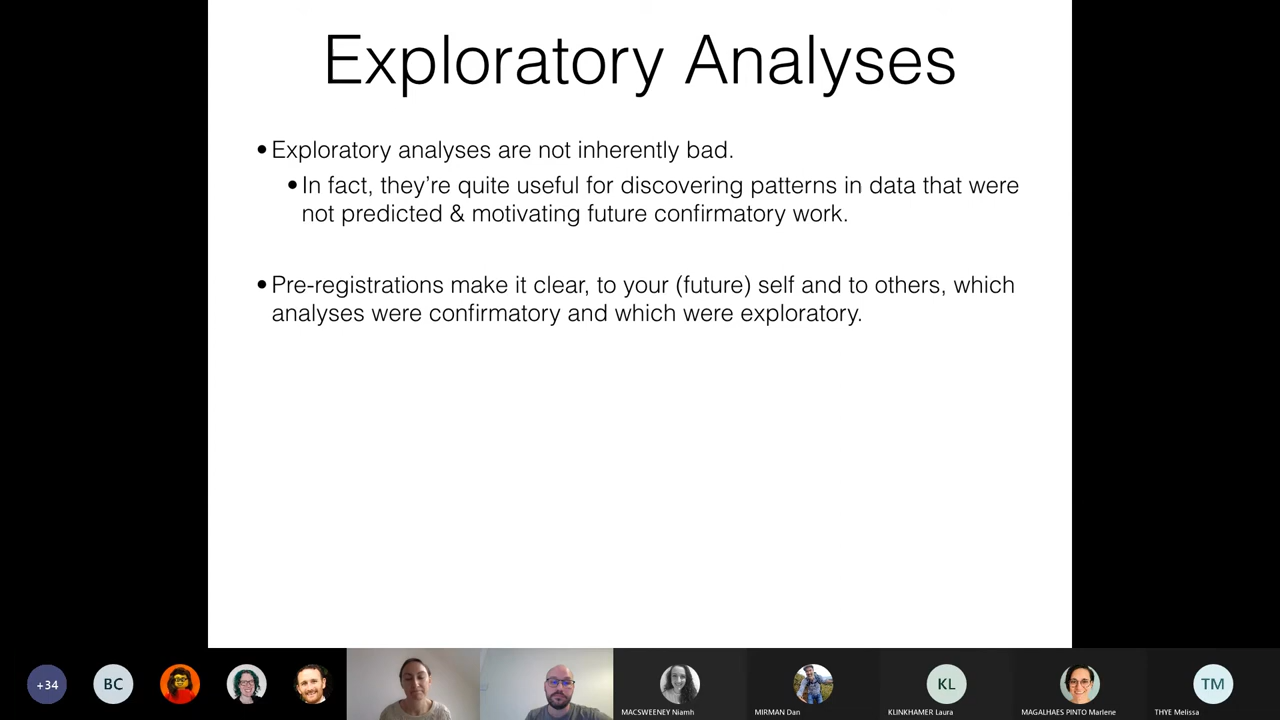 Exploratory Analyses
•Exploratory analyses are not inherently bad.
•In fact, they’re quite useful for discovering patterns in data that were
not predicted & motivating future confirmatory work.
•Pre-registrations make it clear, to your (future) self and to others, which
analyses were confirmatory and which were exploratory.
+34
BC
MACSWEENEY Niamh
MIRMAN Dan
KL
KLINKHAMER Laura
MAGALHAES PINTO Marlene
TM
THYE Melissa